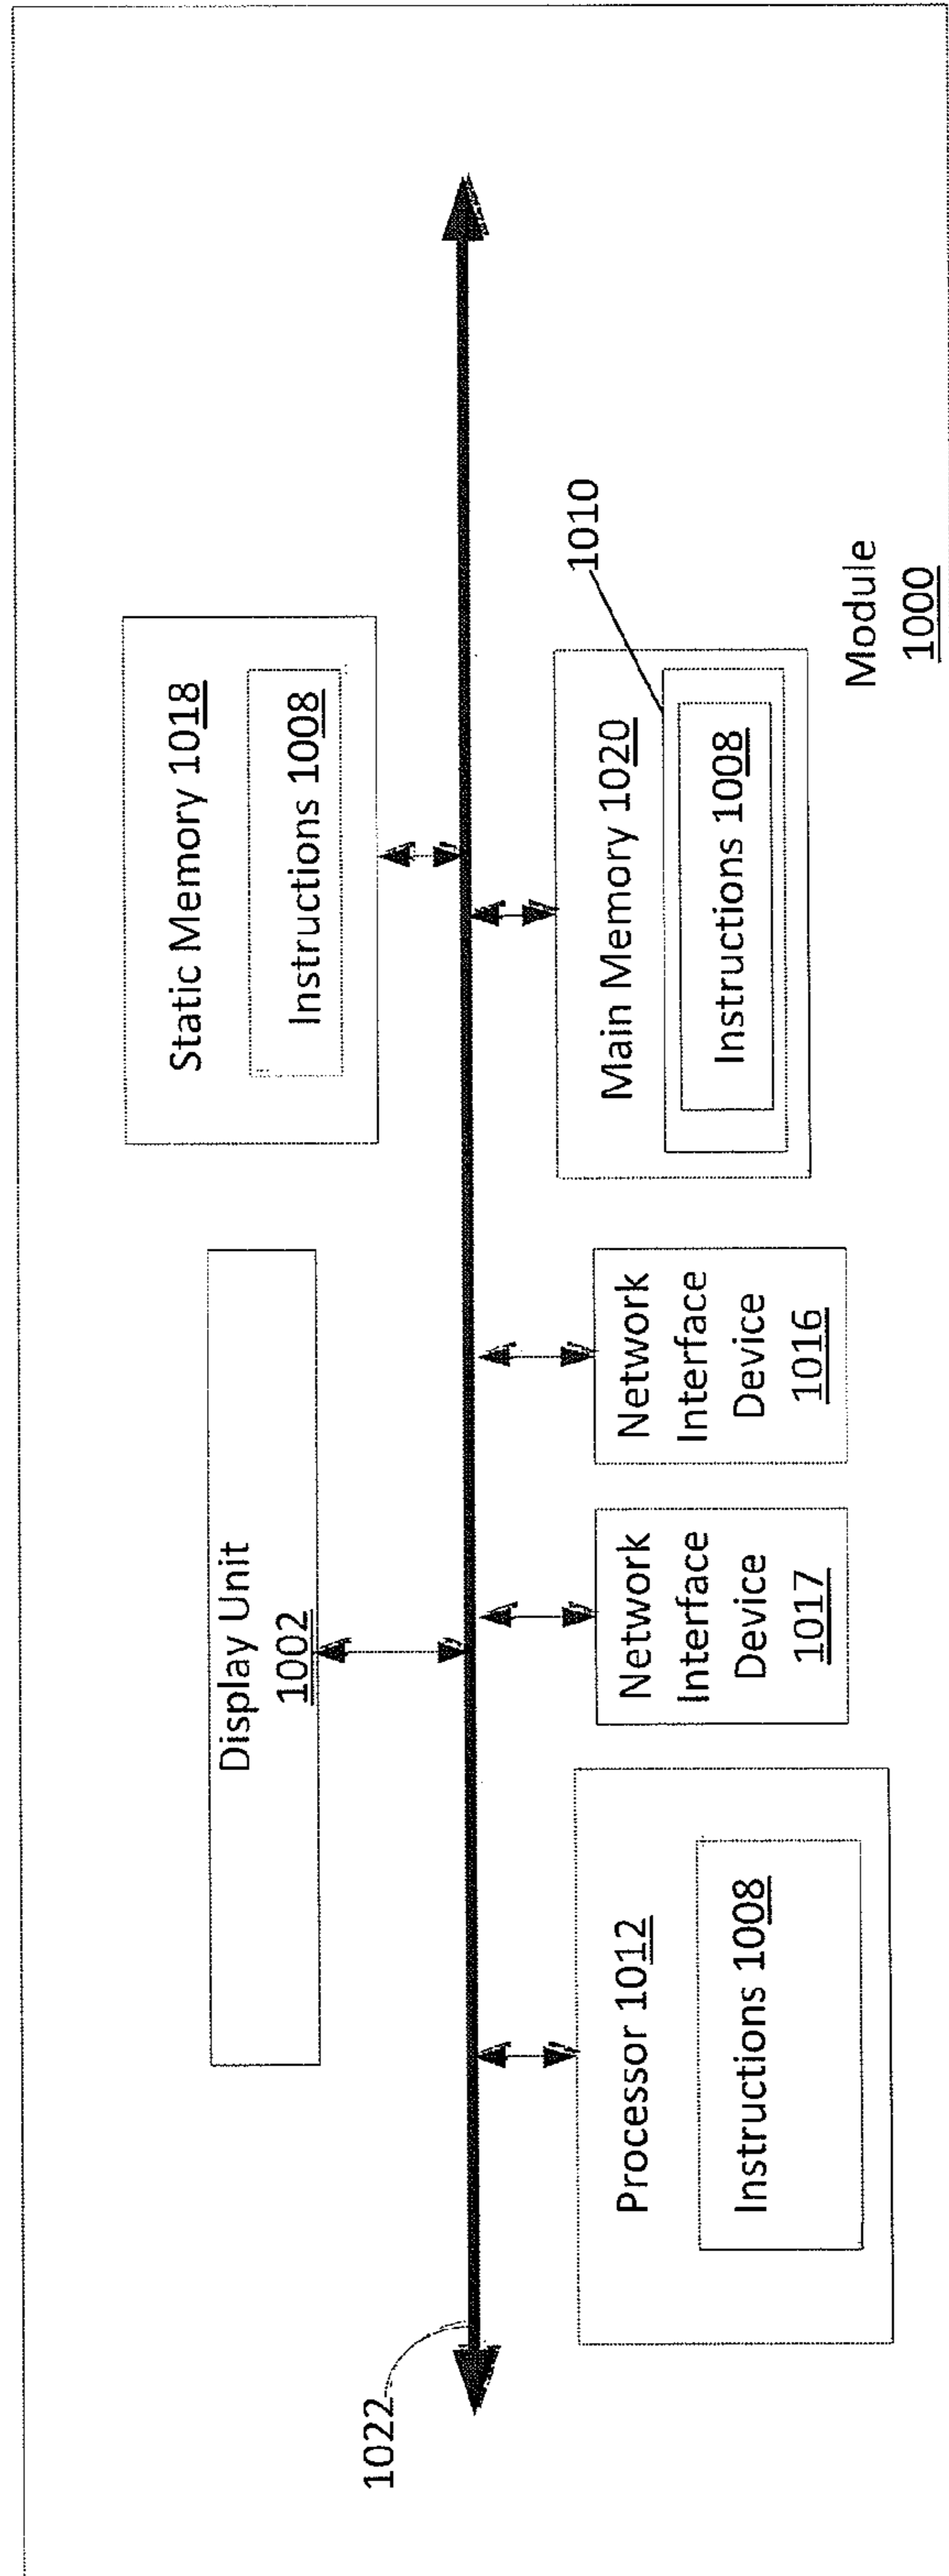 Display Unit
1002
Static Memory 1018
Instructions 1008
1022
Processor 1012
Instructions 1008
Network
Interface
Device
1017
Network
Interface
Device
1016
Main Memory 1020
Instructions 1008
1010
Module
1000